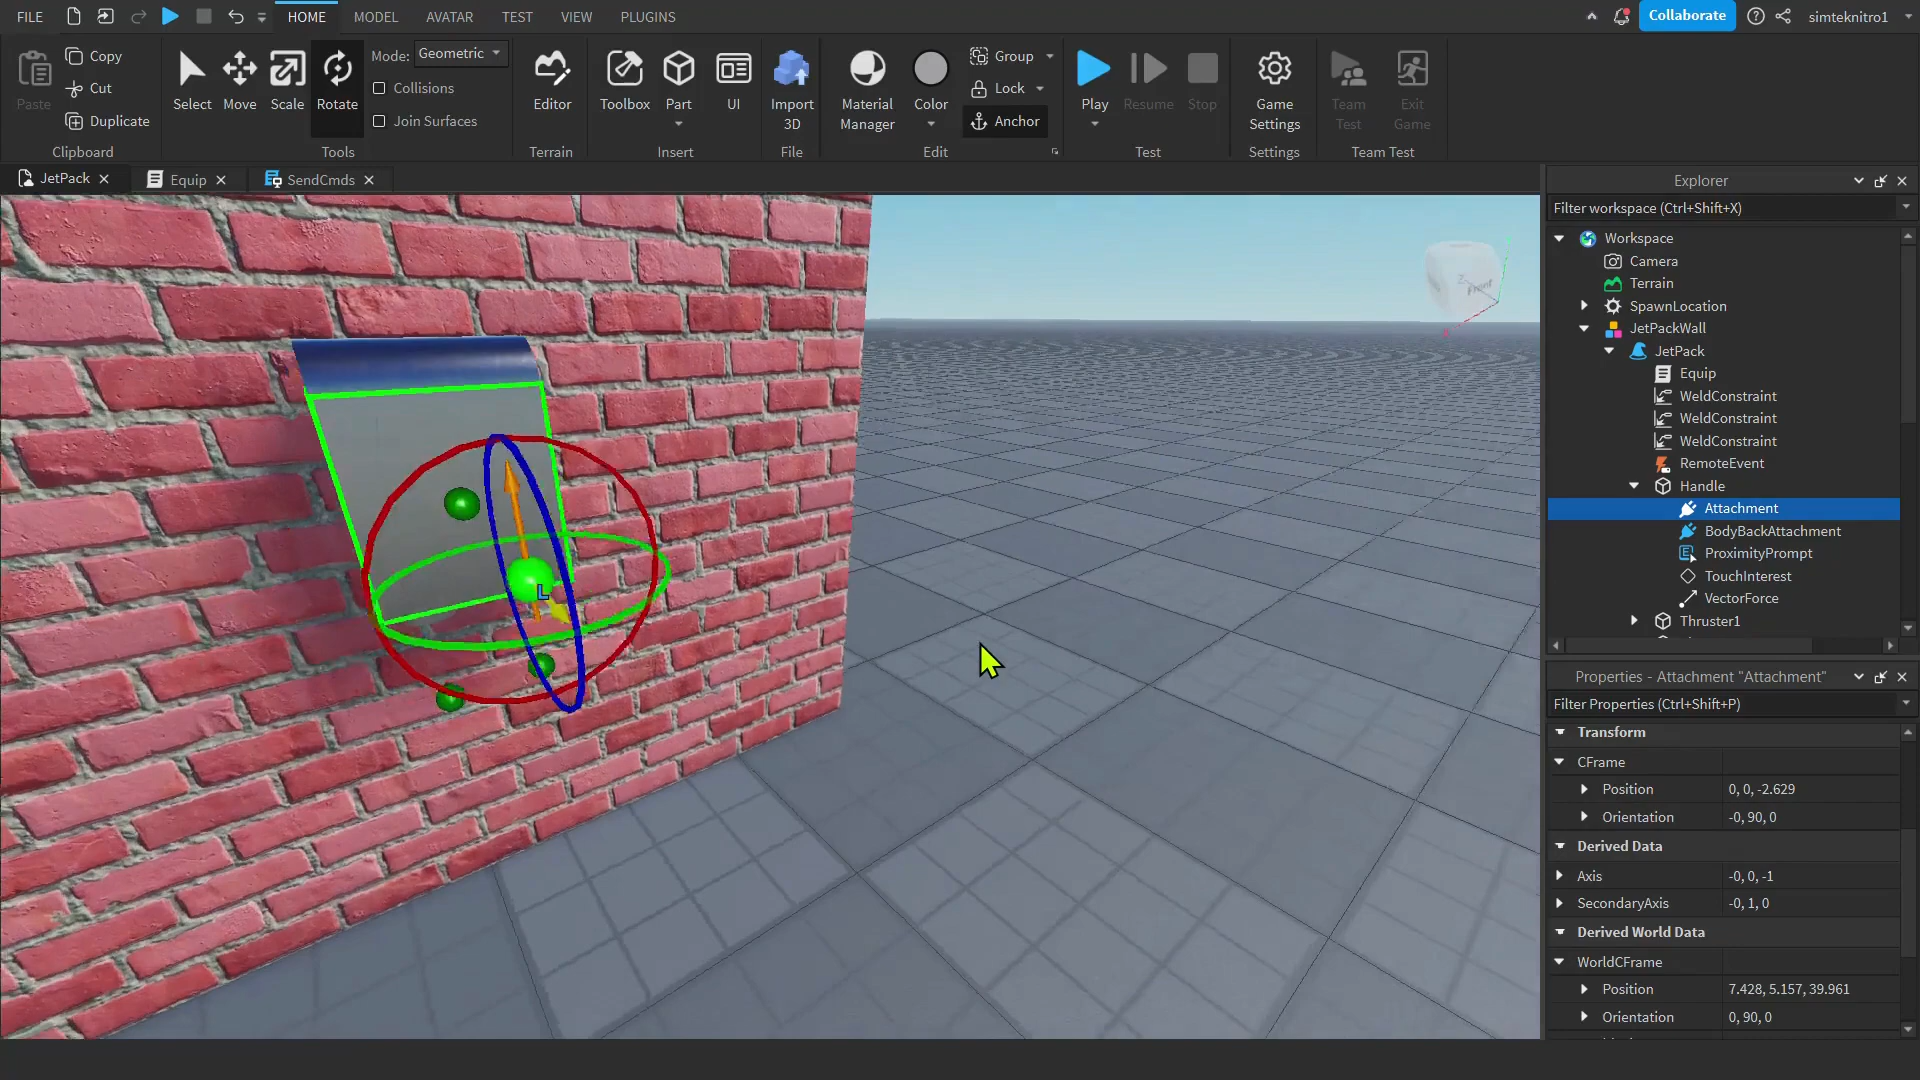 FILE HOME MODEL AVATAR TEST VIEW PLUGINS Collaborate simteknitro1
Paste Copy Cut Duplicate
Clipboard
Select Move Scale Rotate
Mode: Geometric
Collisions
Join Surfaces
Tools
Editor
Terrain
Toolbox Part UI
Insert
Import 3D
File
Material Manager
Color
Group
Lock
Anchor
Edit
Play Resume Stop
Test
Game Settings
Settings
Team Test
Exit Game
Team Test
JetPack Equip SendCmds
L
Front
Explorer
Filter workspace (Ctrl+Shift+X)
Workspace
Camera
Terrain
SpawnLocation
JetPackWall
JetPack
Equip
WeldConstraint
WeldConstraint
WeldConstraint
RemoteEvent
Handle
Attachment
BodyBackAttachment
ProximityPrompt
TouchInterest
VectorForce
Thruster1
Properties - Attachment "Attachment"
Filter Properties (Ctrl+Shift+P)
Transform
CFrame
Position 0, 0, -2.629
Orientation -0, 90, 0
Derived Data
Axis -0, 0, -1
SecondaryAxis -0, 1, 0
Derived World Data
WorldCFrame
Position 7.428, 5.157, 39.961
Orientation 0, 90, 0